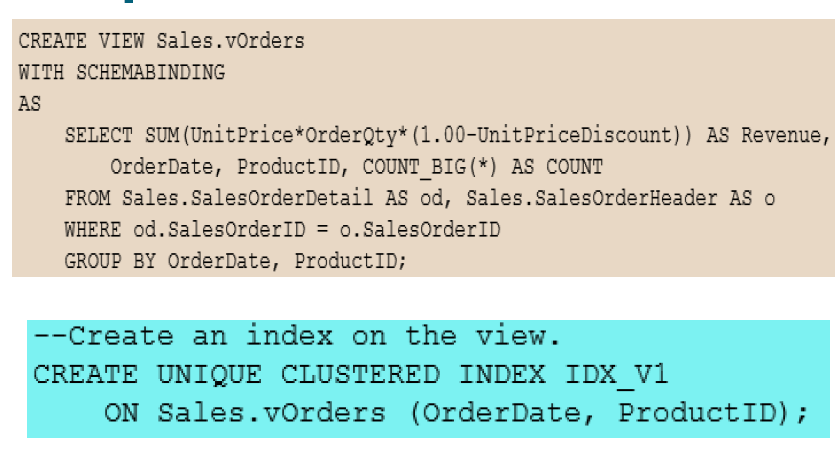 CREATE VIEW Sales.vOrders
WITH SCHEMABINDING
AS
SELECT SUM(UnitPrice*OrderQty*(1.00-UnitPriceDiscount)) AS Revenue,
OrderDate, ProductID, COUNT_BIG(*) AS COUNT
FROM Sales.SalesOrderDetail AS od, Sales.SalesOrderHeader AS o
WHERE od.SalesOrderID = o.SalesOrderID
GROUP BY OrderDate, ProductID;
--Create an index on the view.
CREATE UNIQUE CLUSTERED INDEX IDX_V1
ON Sales.vOrders (OrderDate, ProductID);